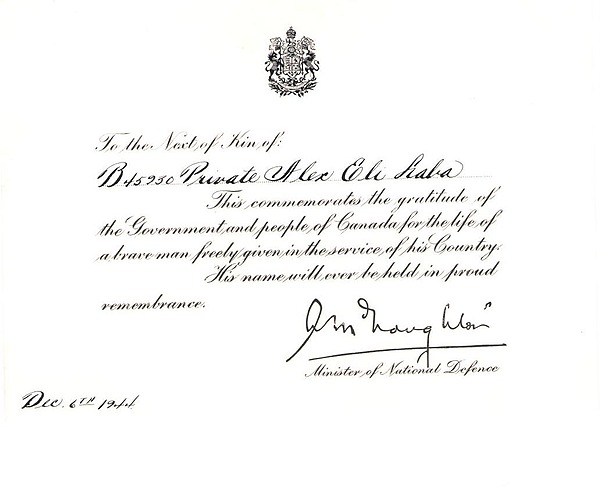 To the Next of Kin of:
B45950 Private Alex Eli
This commemorates the gratitude of
the Government and people of Canada for the life of
a brave man freely given in the service of his Country.
His name will ever be held in proud
remembrance.
Minister of National Defence
Dec. 6TH 1944